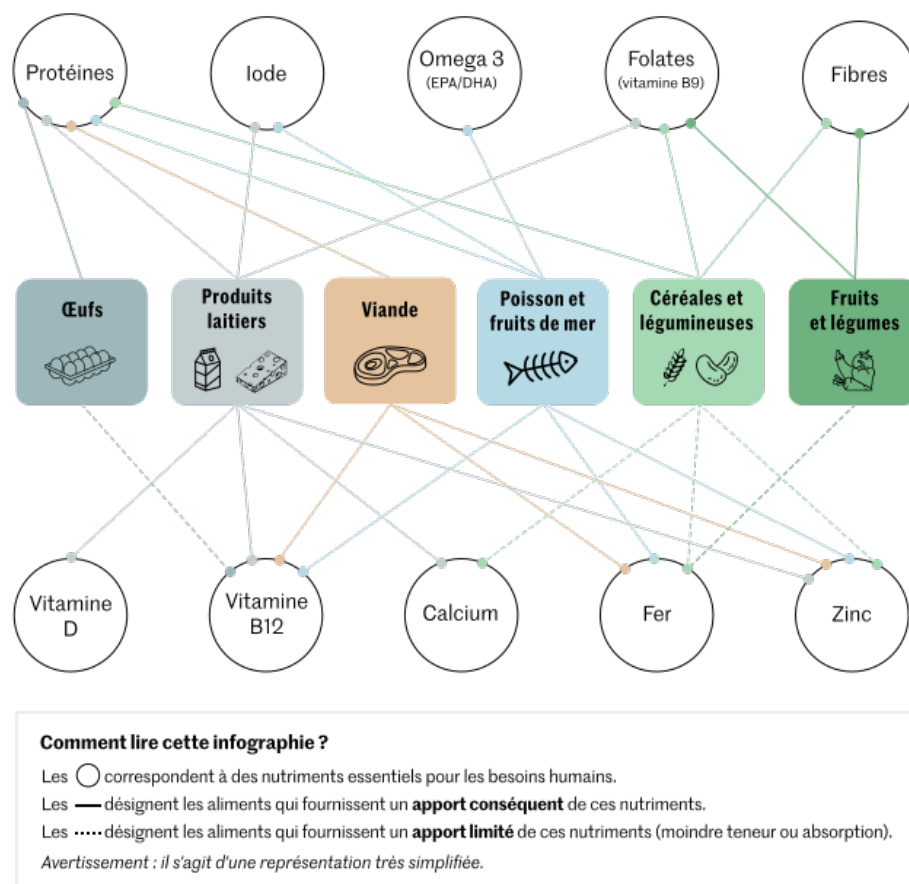 Protéines
Iode
Omega 3
(EPA/DHA)
Folates
(vitamine B9)
Fibres
Œufs
Produits
laitiers
Viande
Poisson et
fruits de mer
Céréales et
légumineuses
Fruits
et légumes
Vitamine
D
Vitamine
B12
Calcium
Fer
Zinc
Comment lire cette infographie ?
Les correspondent à des nutriments essentiels pour les besoins humains.
Les désignent les aliments qui fournissent un apport conséquent de ces nutriments.
Les désignent les aliments qui fournissent un apport limité de ces nutriments (moindre teneur ou absorption).
Avertissement : il s'agit d'une représentation très simplifiée.